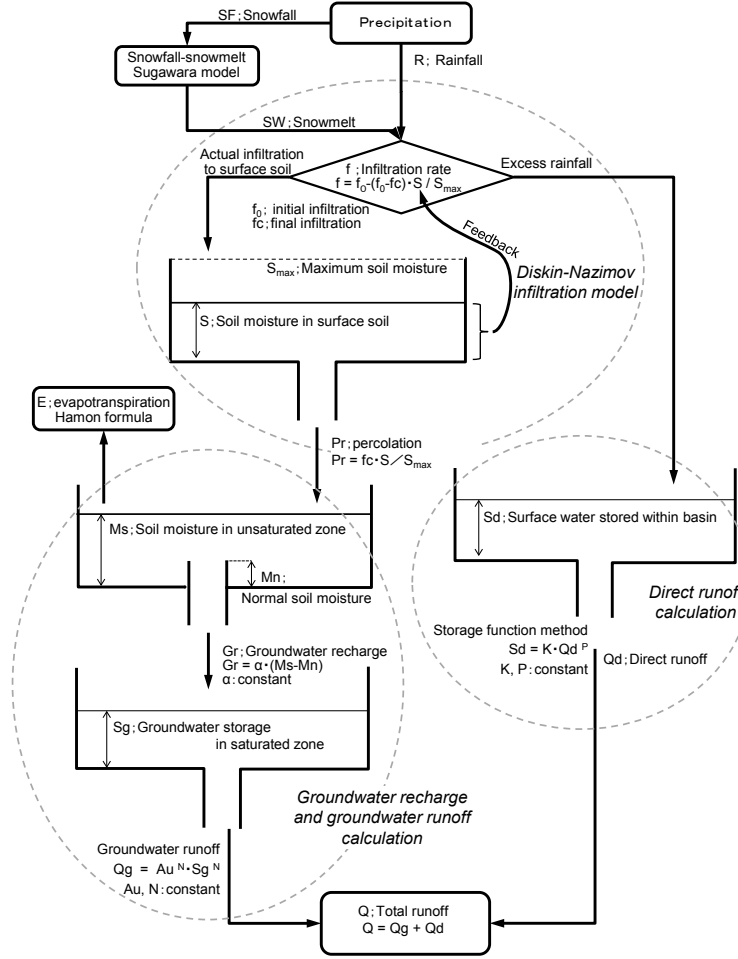 SF；Snowfall
Precipitation
Snowfall-snowmelt
Sugawara model
R；Rainfall
SW；Snowmelt
Actual infiltration
to surface soil
f；Infiltration rate
f = f₀-(f₀-fc)・S / Sₘₐₓ
Excess rainfall
f₀；initial infiltration
fc；final infiltration
Feedback
Sₘₐₓ；Maximum soil moisture
Diskin-Nazimov
infiltration model
S；Soil moisture in surface soil
E；evapotranspiration
Hamon formula
Pr；percolation
Pr = fc・S／Sₘₐₓ
Ms；Soil moisture in unsaturated zone
Sd；Surface water stored within basin
Mn；
Normal soil moisture
Direct runof
calculation
Storage function method
Sd = K・Qd ᴾ
K, P：constant
Qd；Direct runoff
Gr；Groundwater recharge
Gr = α・(Ms-Mn)
α：constant
Sg；Groundwater storage
in saturated zone
Groundwater recharge
and groundwater runoff
calculation
Groundwater runoff
Qg = Au ᴺ・Sg ᴺ
Au, N：constant
Q；Total runoff
Q = Qg + Qd